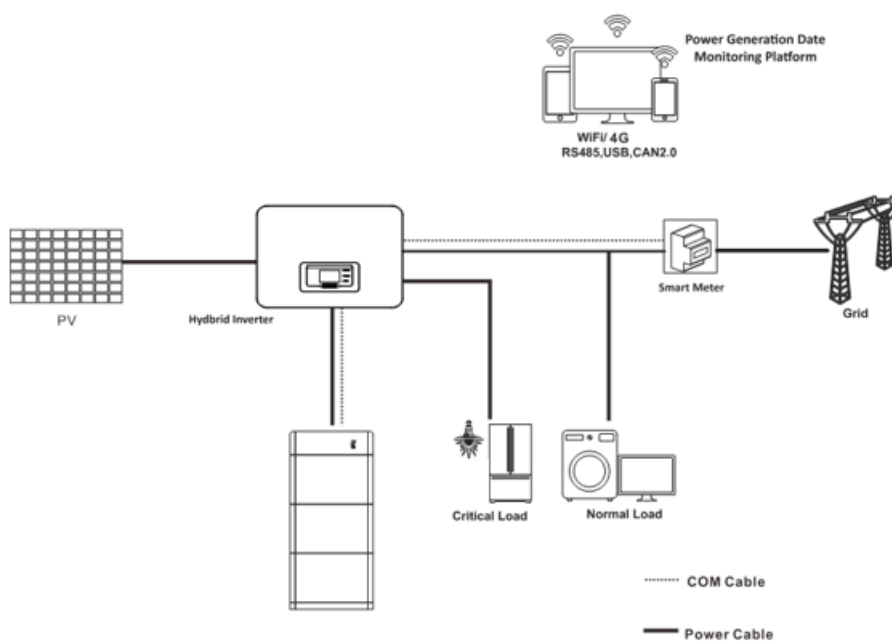 Power Generation Date
Monitoring Platform
WiFi/ 4G
RS485,USB,CAN2.0
PV
Hydbrid Inverter
Smart Meter
Grid
Critical Load
Normal Load
COM Cable
Power Cable